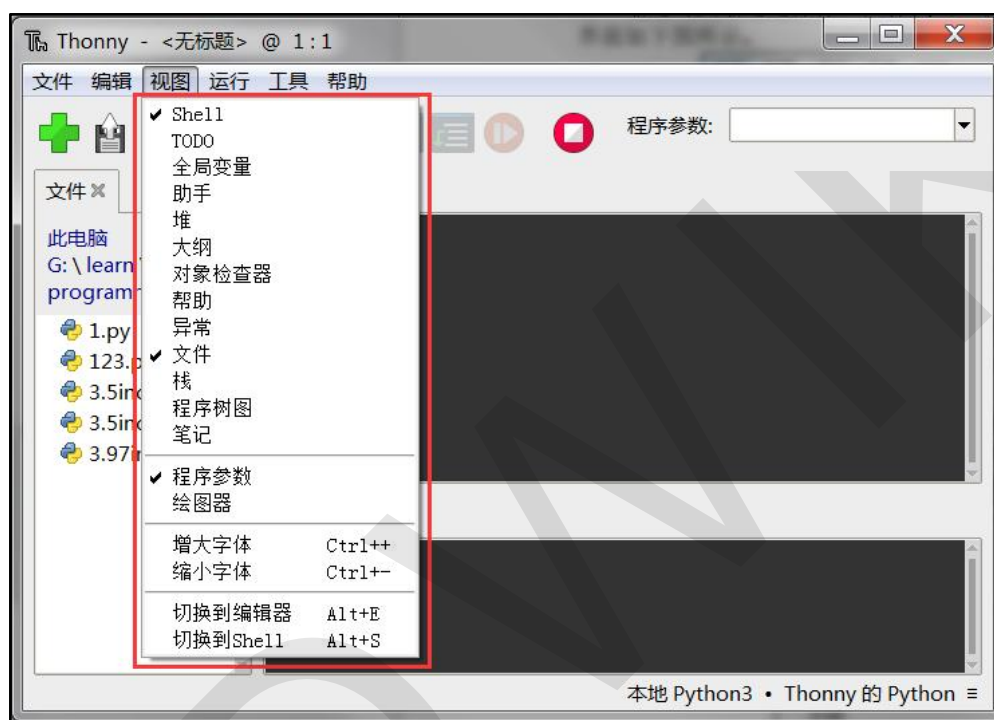 Thonny - <无标题> @ 1:1
文件 编辑 视图 运行 工具 帮助
程序参数:
✔ Shell
TODO
全局变量
助手
堆
大纲
对象检查器
帮助
异常
✔ 文件
栈
程序树图
笔记
✔ 程序参数
绘图器
增大字体 Ctrl++
缩小字体 Ctrl+-
切换到编辑器 Alt+E
切换到Shell Alt+S
文件
此电脑
G:\learn
program
1.py
123.p
3.5in
3.5in
3.97i
本地 Python3 • Thonny 的 Python ≡